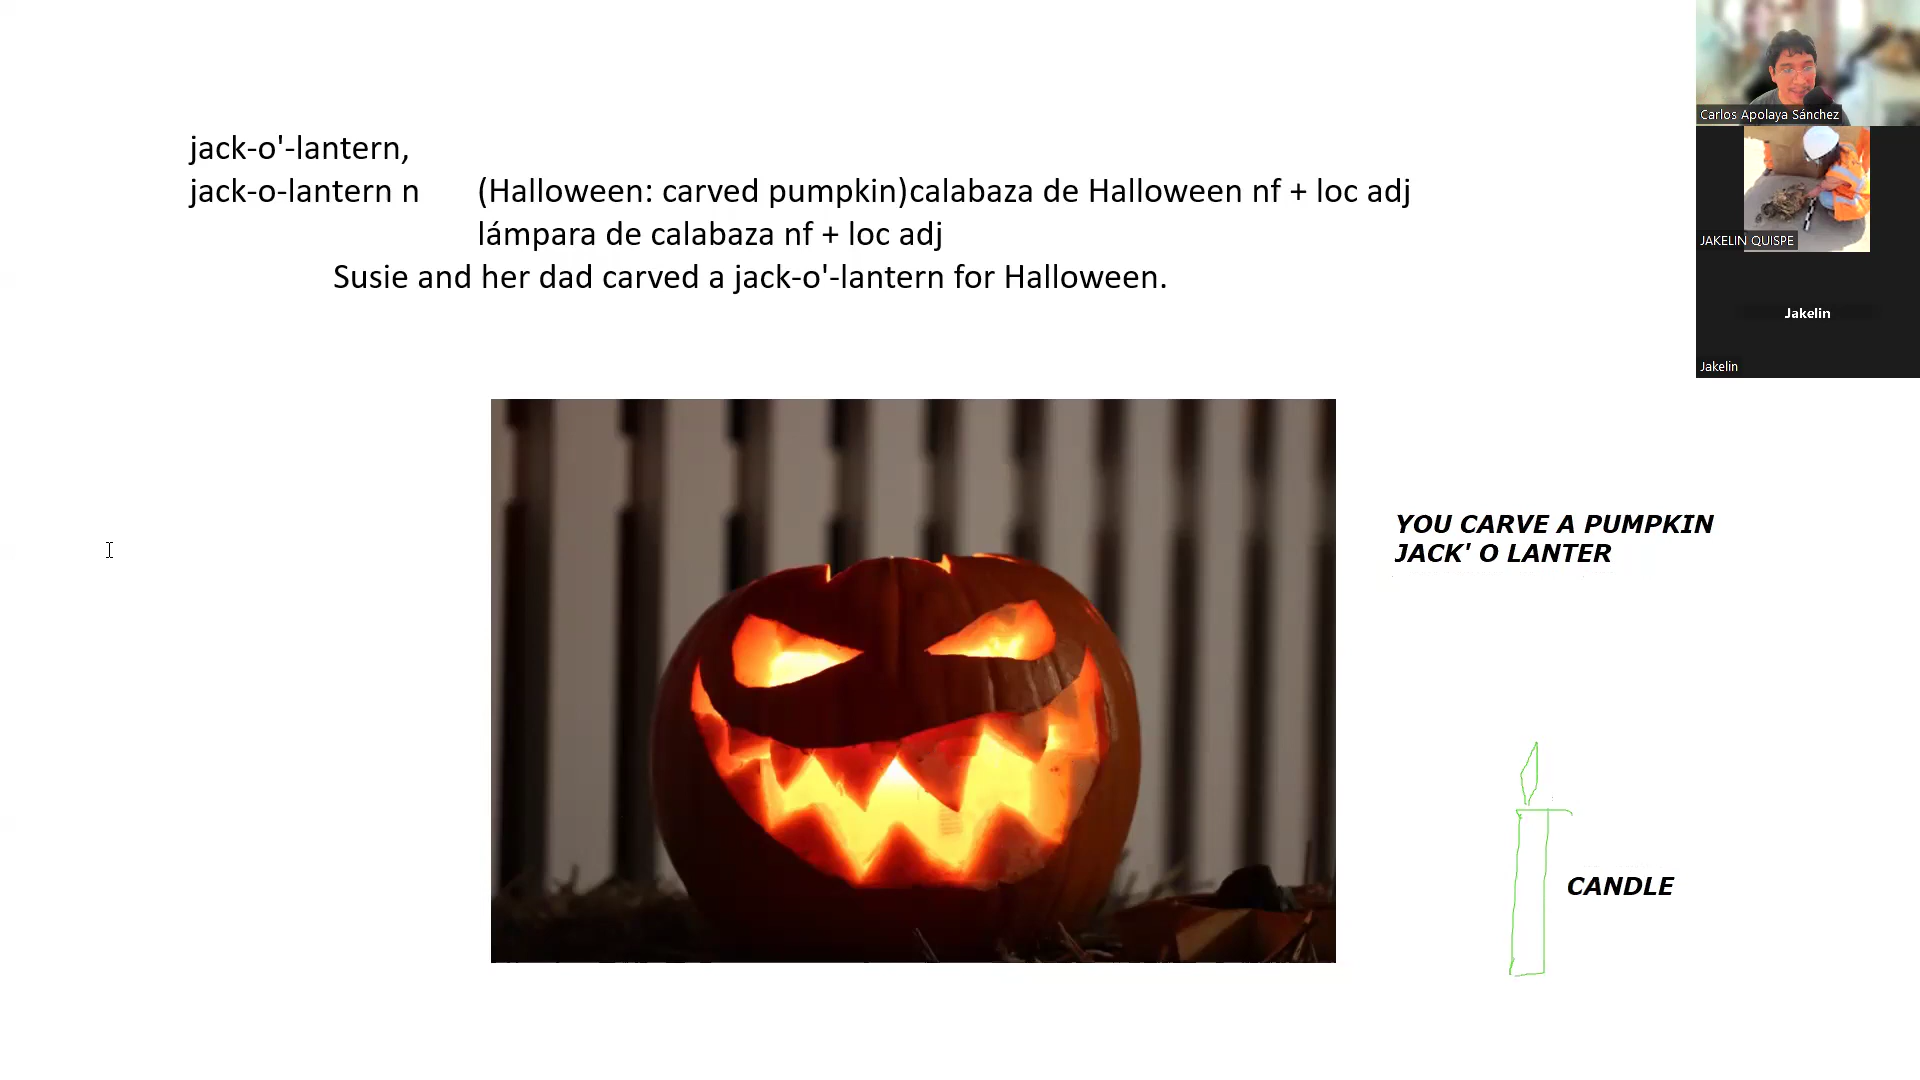 jack-o'-lantern,
jack-o-lantern n (Halloween: carved pumpkin)calabaza de Halloween nf + loc adj
lámpara de calabaza nf + loc adj
Susie and her dad carved a jack-o'-lantern for Halloween.
YOU CARVE A PUMPKIN
JACK' O LANTER
CANDLE
Carlos Apolaya Sánchez
JAKELIN QUISPE
Jakelin
Jakelin